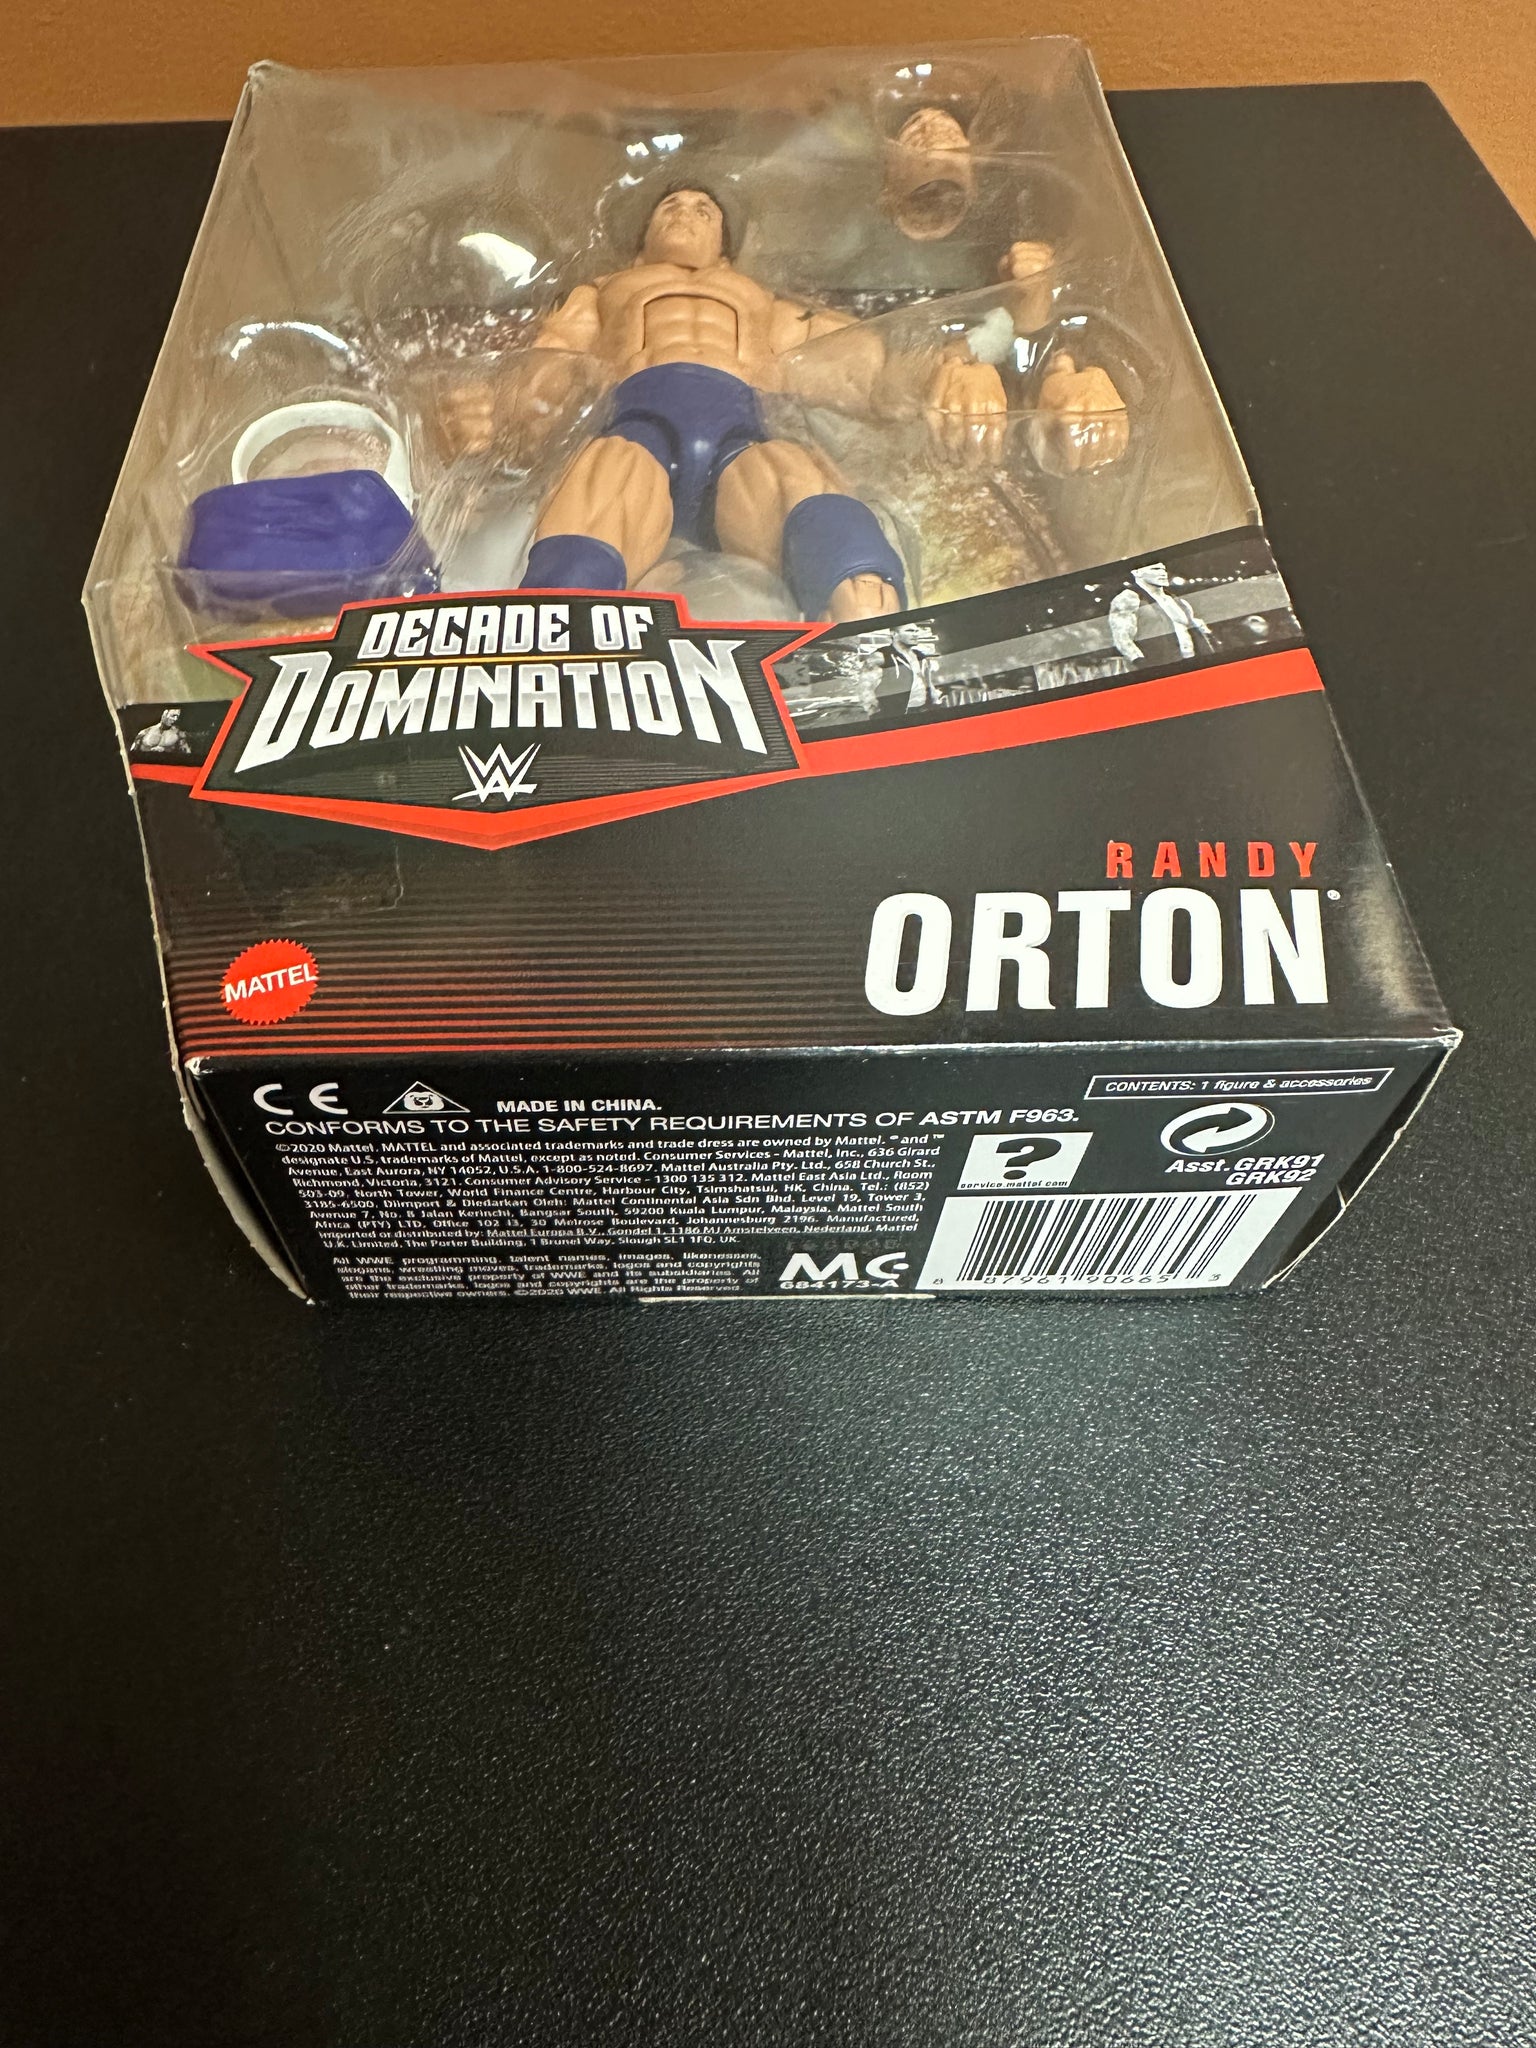 DECADE OF
DOMINATION
W
RANDY
ORTON®
MATTEL
CE
MADE IN CHINA.
CONFORMS TO THE SAFETY REQUIREMENTS OF ASTM F963.
©2020 Mattel. MATTEL and associated trademarks and trade dress are owned by Mattel. ® and ™
designate U.S. trademarks of Mattel, except as noted. Consumer Services - Mattel, Inc., 636 Girard
Avenue, East Aurora, NY 14052, U.S.A. 1-800-524-8697. Mattel Australia Pty. Ltd., 658 Church St.,
Richmond, Victoria, 3121. Consumer Advisory Service - 1300 135 312. Mattel East Asia Ltd., Room
503-09, North Tower, World Finance Centre, Harbour City, Tsimshatsui, HK, China. Tel.: (852)
3185-6500. Diimport & Diedarkan Oleh: Mattel Continental Asia Sdn Bhd. Level 19, Tower 3,
Avenue 7, No. 8 Jalan Kerinchi, Bangsar South, 59200 Kuala Lumpur, Malaysia. Mattel South
Africa (PTY) LTD, Office 102 I3, 30 Melrose Boulevard, Johannesburg 2196. Manufactured,
imported or distributed by: Mattel Europa B.V., Gondel 1, 1186 MJ Amstelveen, Nederland. Mattel
U.K. Limited, The Porter Building, 1 Brunel Way, Slough SL1 1FQ, UK.
All WWE programming, talent names, images, likenesses,
slogans, wrestling moves, trademarks, logos and copyrights
are the exclusive property of WWE and its subsidiaries. All
other trademarks, logos and copyrights are the property of
their respective owners. ©2020 WWE. All Rights Reserved.
CONTENTS: 1 figure & accessories
?
service.mattel.com
Asst. GRK91
GRK92
MC
684173-A
8 87961 90665 3